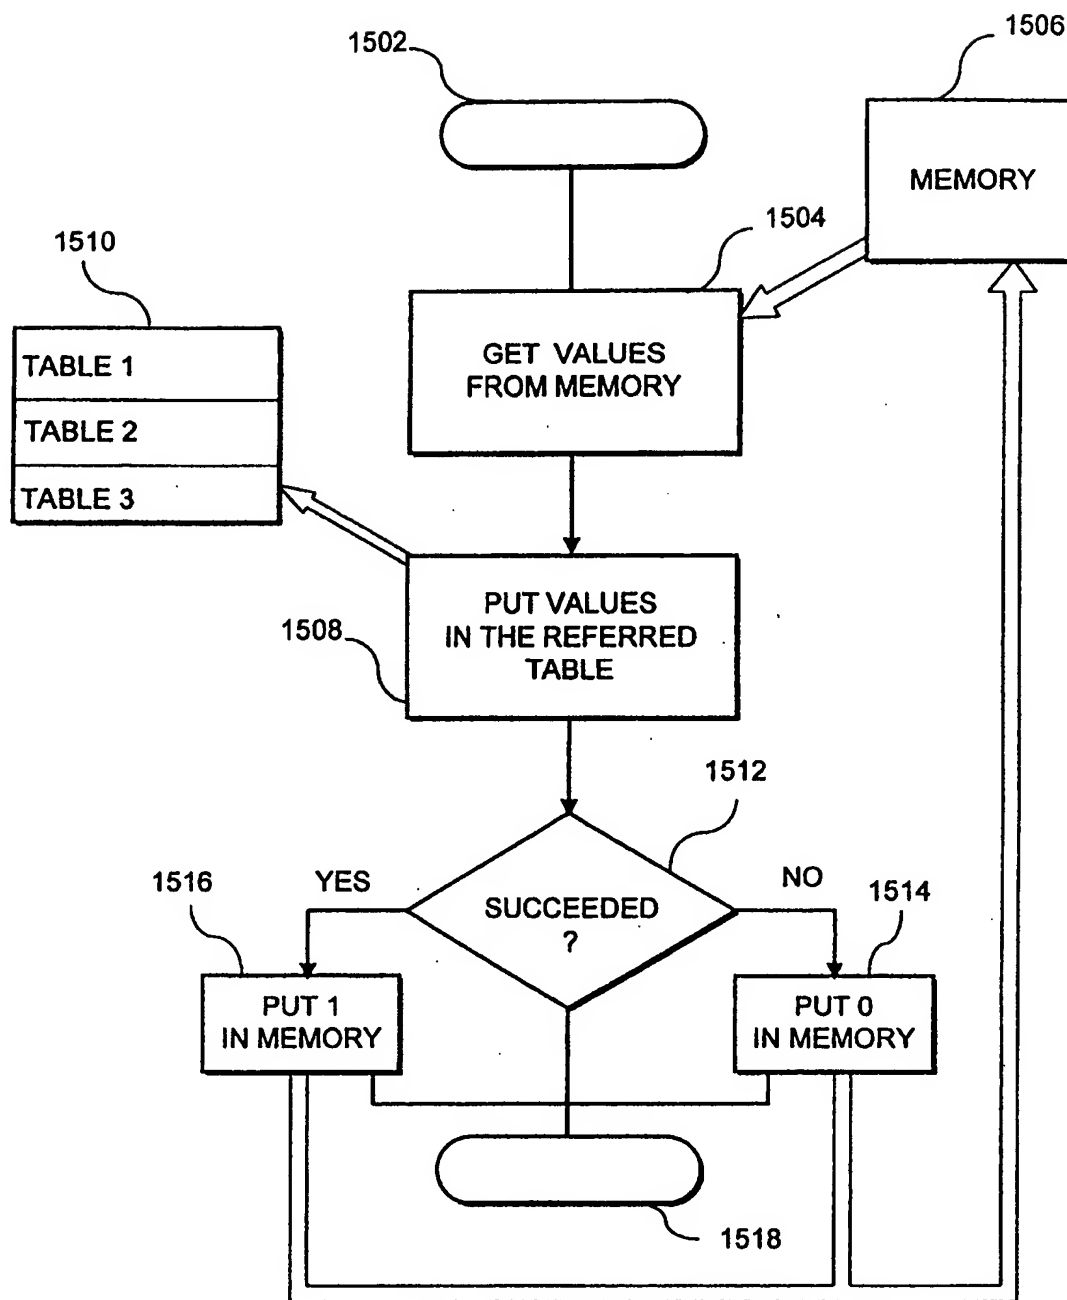 1502
1506
MEMORY
1504
1510
GET VALUES
FROM MEMORY
TABLE 1
TABLE 2
TABLE 3
PUT VALUES
IN THE REFERRED
TABLE
1508
1512
YES
NO
1516
SUCCEEDED
?
1514
PUT 1
IN MEMORY
PUT 0
IN MEMORY
1518